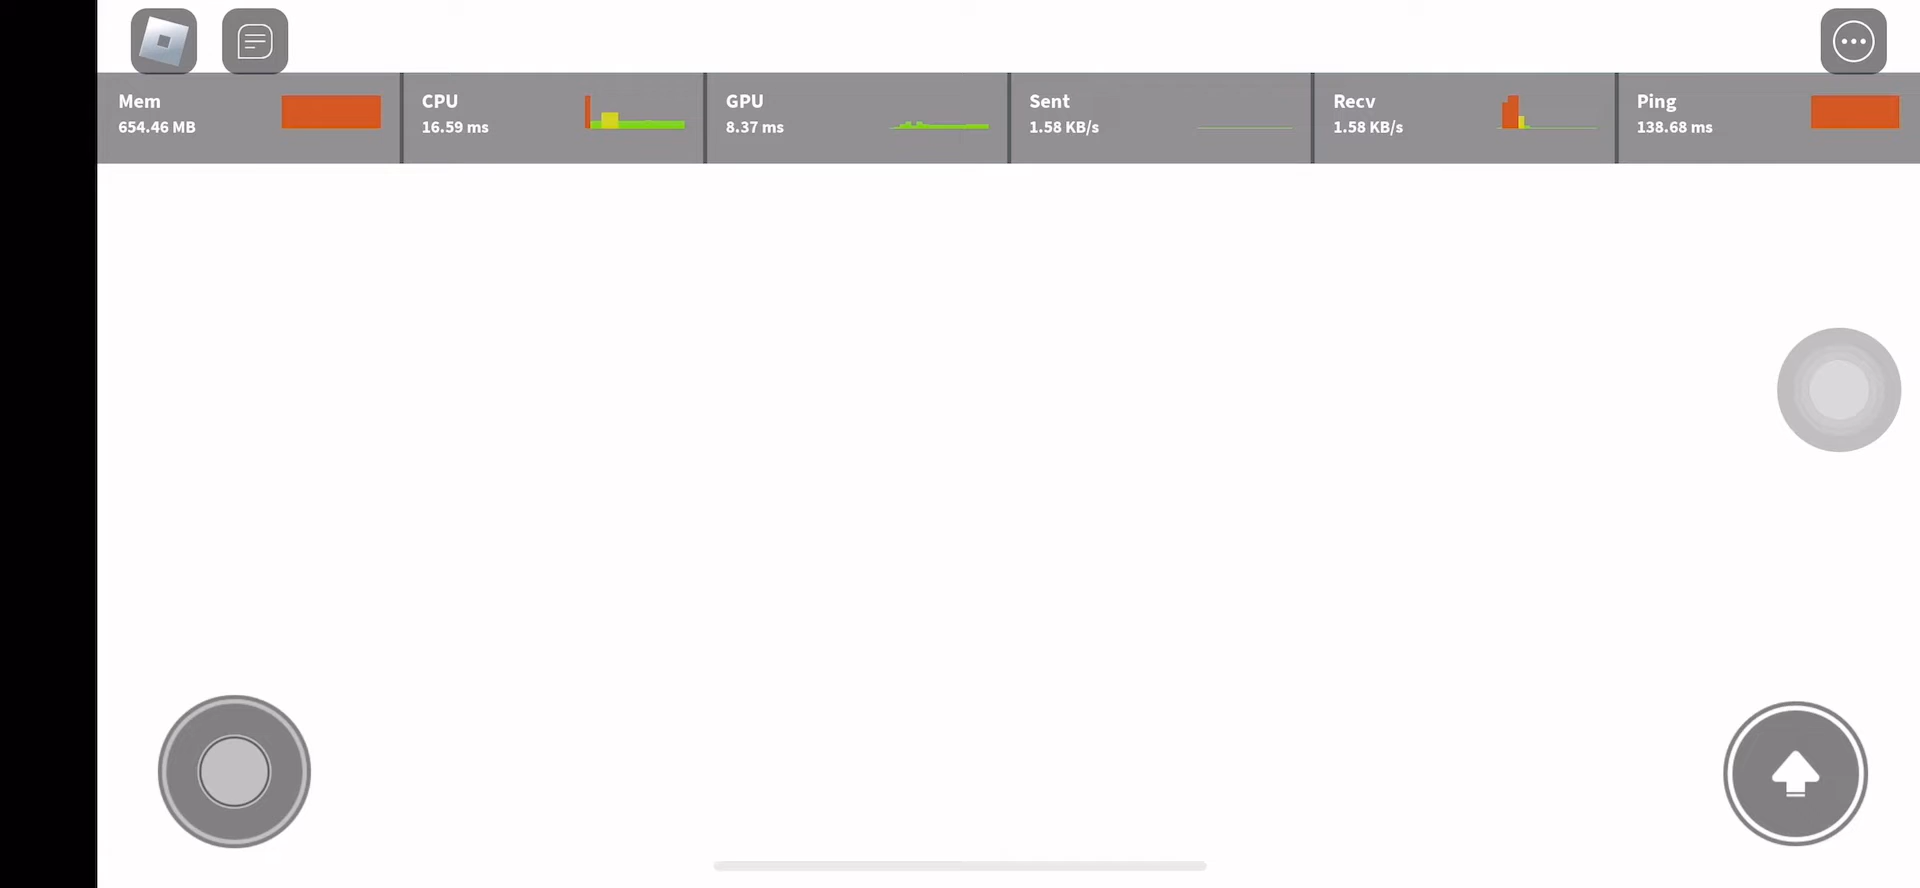 Mem
654.46 MB
CPU
16.59 ms
GPU
8.37 ms
Sent
1.58 KB/s
Recv
1.58 KB/s
Ping
138.68 ms